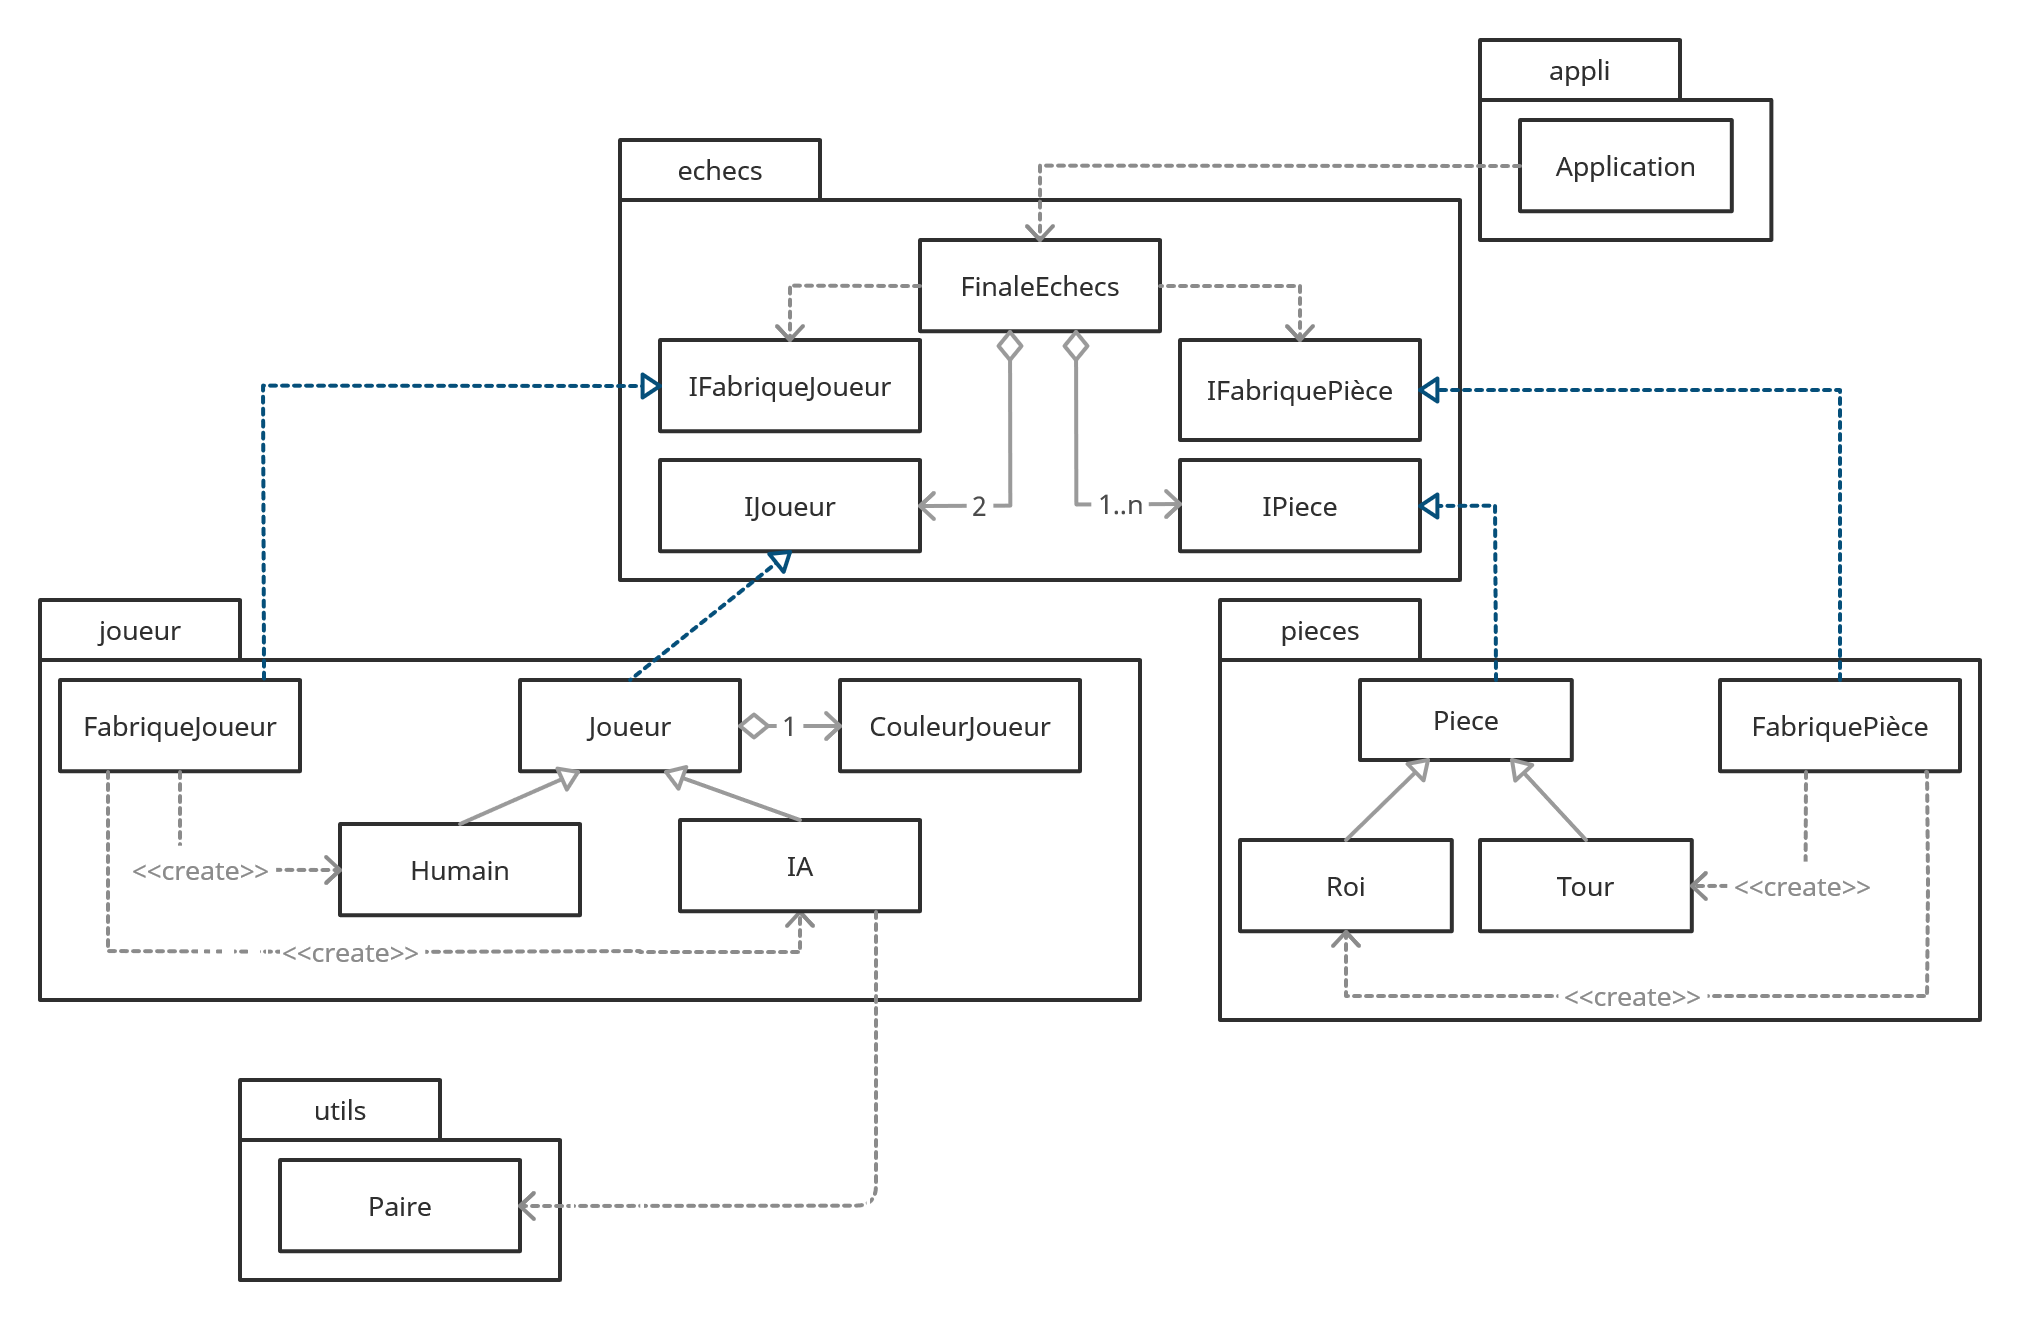 appli
Application
echecs
FinaleEchecs
IFabriqueJoueur
IFabriquePièce
IJoueur
2
1..n
IPiece
joueur
pieces
FabriqueJoueur
Joueur
1
CouleurJoueur
Piece
FabriquePièce
<<create>>
Humain
IA
Roi
Tour
<<create>>
<<create>>
<<create>>
utils
Paire